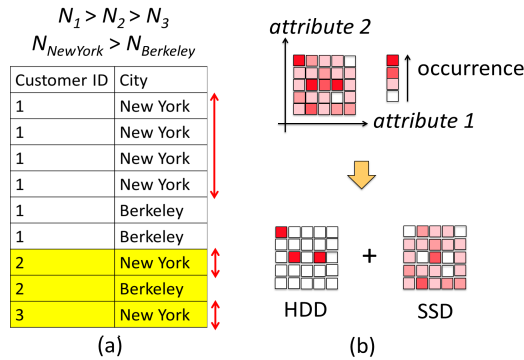 N1 > N2 > N3
NNewYork > NBerkeley
Customer ID City
1 New York
1 New York
1 New York
1 New York
1 Berkeley
1 Berkeley
2 New York
2 Berkeley
3 New York
(a)
attribute 2
occurrence
attribute 1
+
HDD SSD
(b)